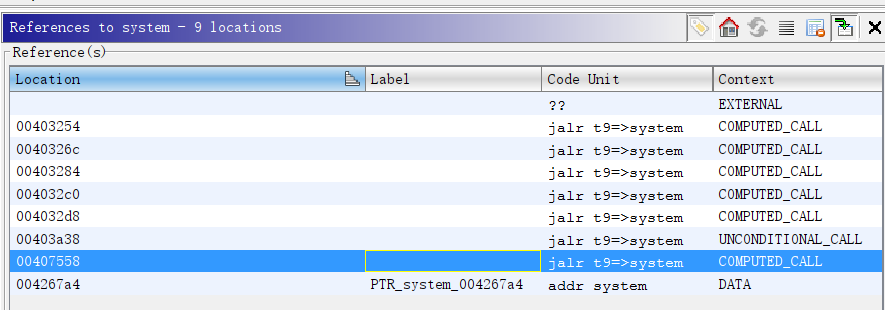 References to system - 9 locations
Reference(s)
Location Label Code Unit Context
?? EXTERNAL
00403254 jalr t9=>system COMPUTED_CALL
0040326c jalr t9=>system COMPUTED_CALL
00403284 jalr t9=>system COMPUTED_CALL
004032c0 jalr t9=>system COMPUTED_CALL
004032d8 jalr t9=>system COMPUTED_CALL
00403a38 jalr t9=>system UNCONDITIONAL_CALL
00407558 jalr t9=>system COMPUTED_CALL
004267a4 PTR_system_004267a4 addr system DATA